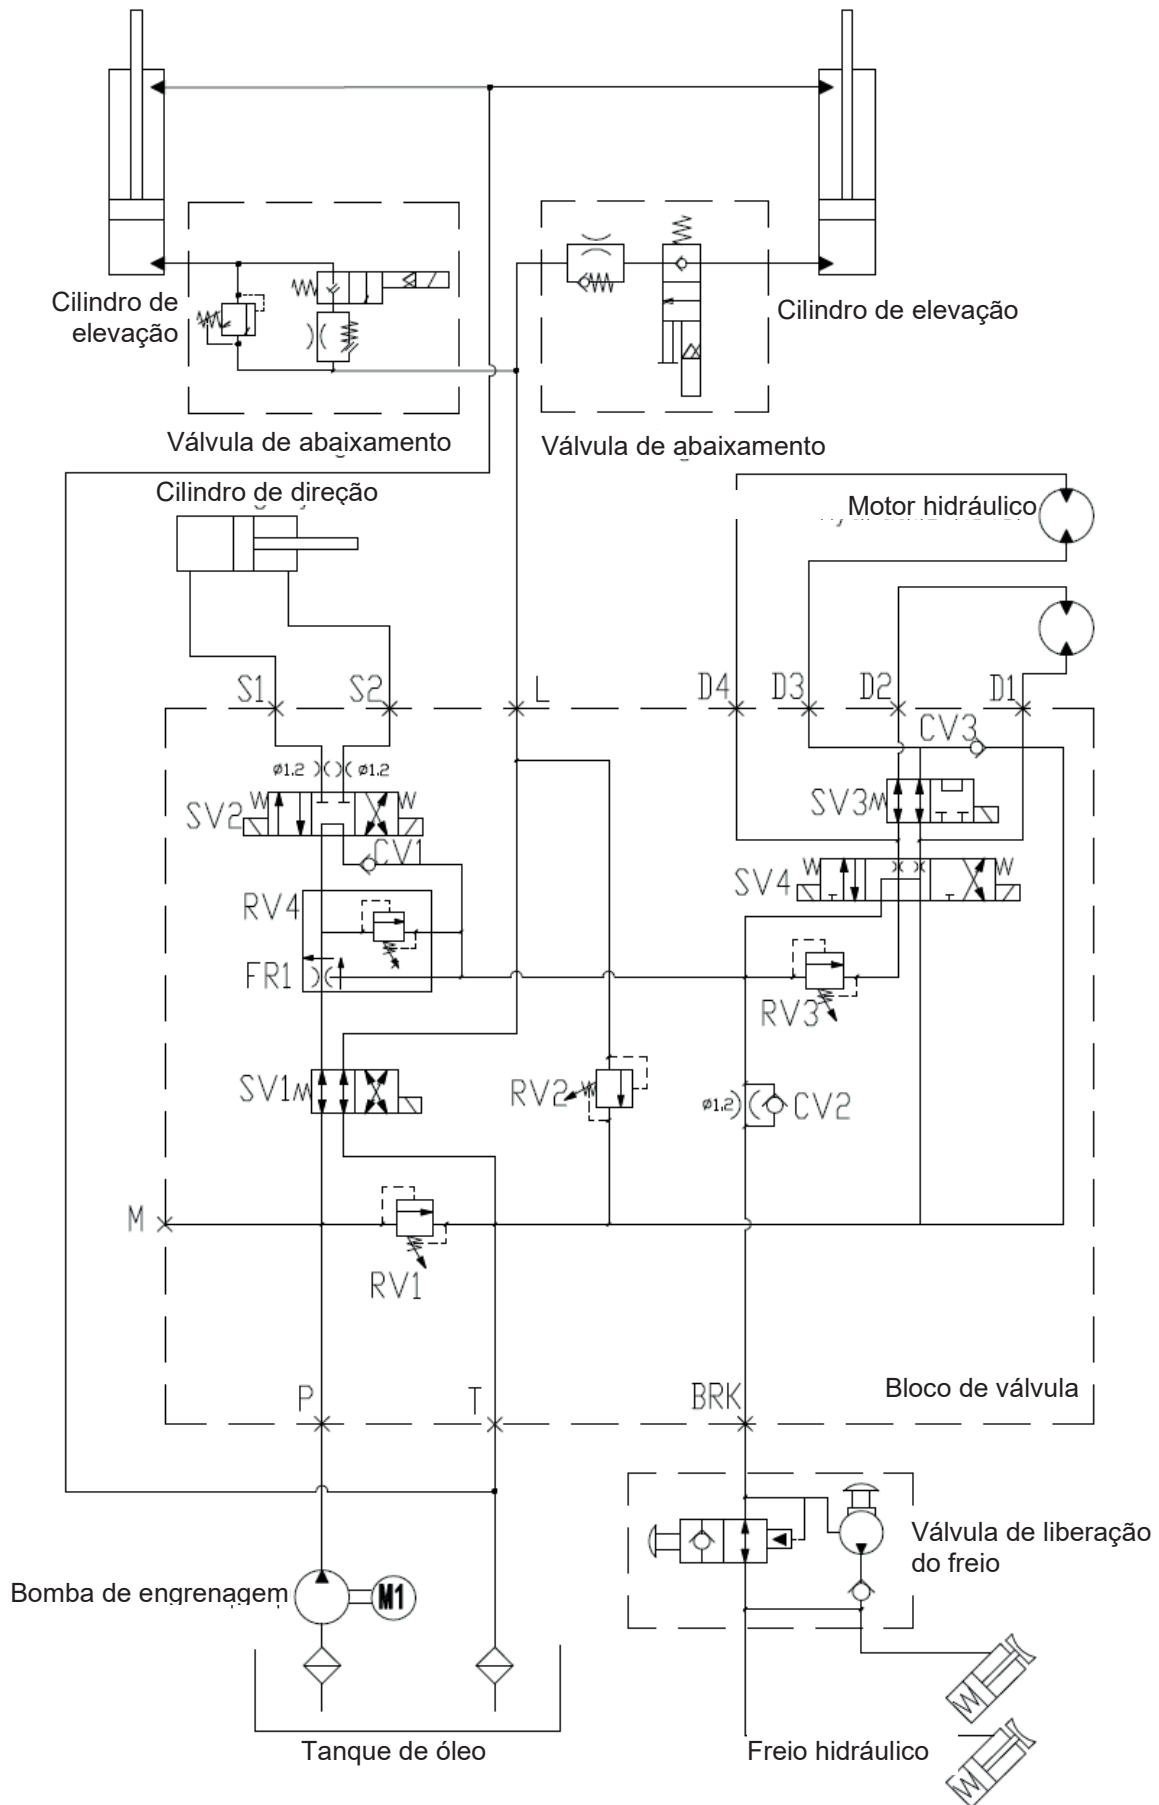 Cilindro de
elevação
Cilindro de elevação
Válvula de abaixamento
Válvula de abaixamento
Cilindro de direção
Motor hidráulico
S1
S2
L
D4
D3
D2
D1
CV3
ø1.2
ø1.2
SV2
SV3
CV1
SV4
RV4
FR1
RV3
SV1
RV2
ø1.2
CV2
M
RV1
P
T
BRK
Bloco de válvula
Válvula de liberação
do freio
Bomba de engrenagem
M1
Tanque de óleo
Freio hidráulico